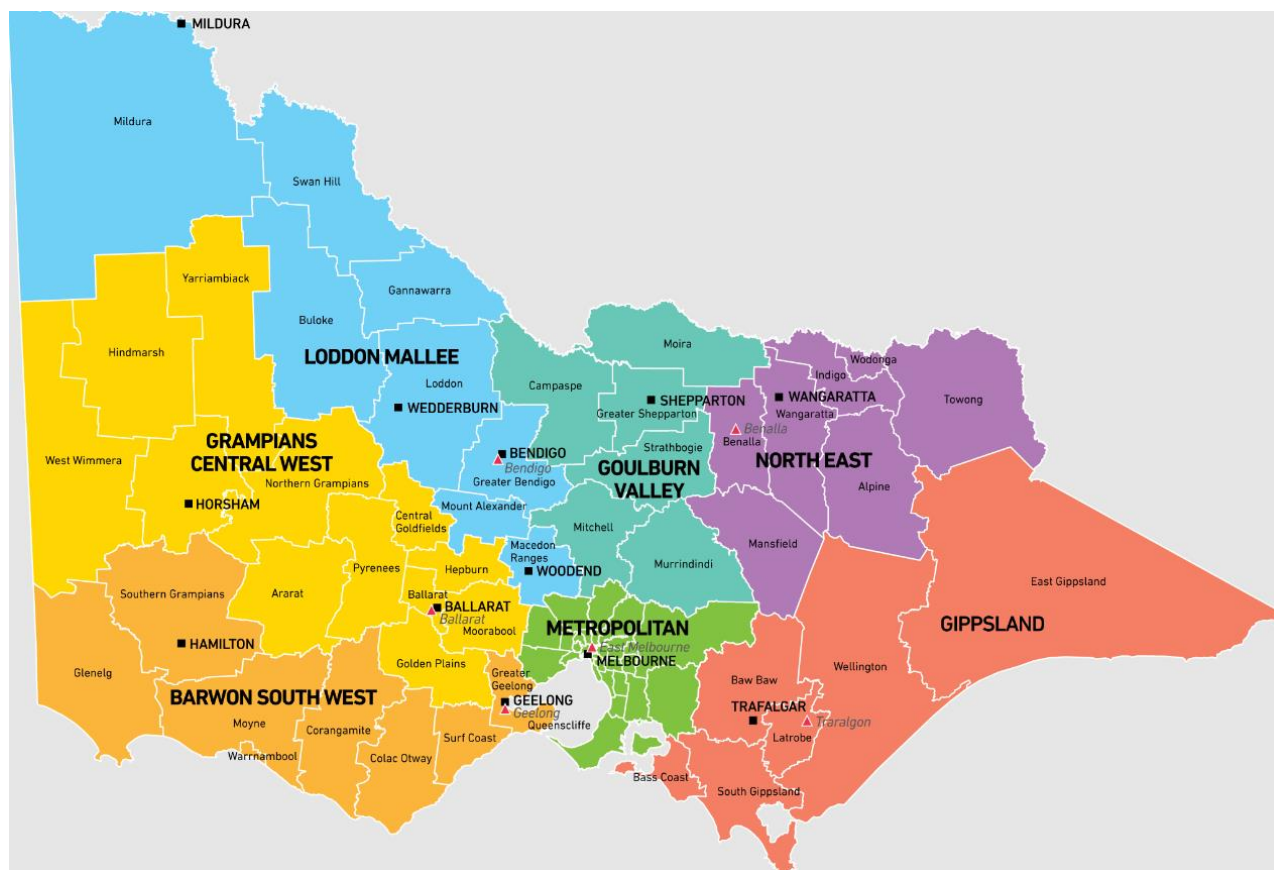 MILDURA
Mildura
Swan Hill
Yarriambiack
Gannawarra
Buloke
Hindmarsh
LODDON MALLEE
Loddon
WEDDERBURN
Moira
Campaspe
SHEPPARTON
Greater Shepparton
Wodonga
Indigo
WANGARATTA
Wangaratta
Towong
GRAMPIANS
CENTRAL WEST
West Wimmera
Northern Grampians
HORSHAM
BENDIGO
Bendigo
Greater Bendigo
Strathbogie
GOULBURN
VALLEY
Benalla
Benalla
NORTH EAST
Alpine
Mount Alexander
Central
Goldfields
Mitchell
Mansfield
Macedon
Ranges
WOODEND
Murrindindi
Pyrenees
Hepburn
East Gippsland
Southern Grampians
Ararat
Ballarat
BALLARAT
Ballarat
Moorabool
METROPOLITAN
East Melbourne
MELBOURNE
GIPPSLAND
HAMILTON
Glenelg
Golden Plains
Greater
Geelong
Wellington
Baw Baw
BARWON SOUTH WEST
GEELONG
Geelong
Queenscliffe
TRAFALGAR
Traralgon
Moyne
Corangamite
Surf Coast
Latrobe
Warrnambool
Colac Otway
Bass Coast
South Gippsland